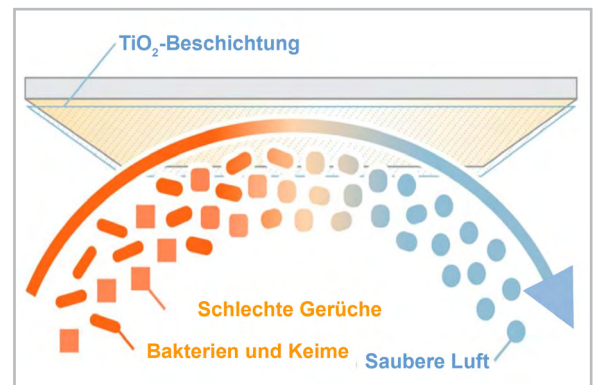 TiO₂-Beschichtung
Schlechte Gerüche
Bakterien und Keime
Saubere Luft